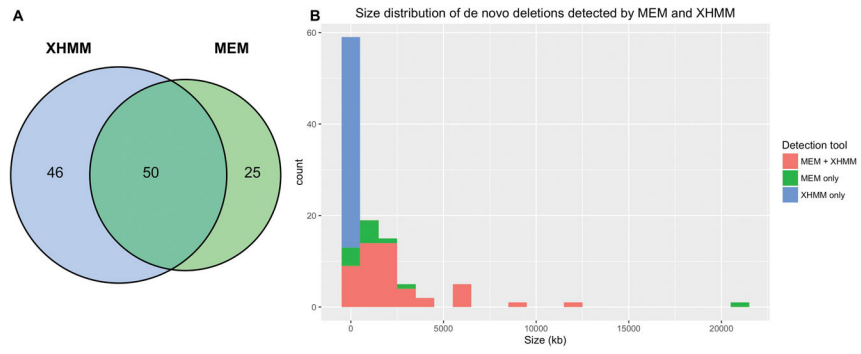 A
XHMM
MEM
46
50
25
B
Size distribution of de novo deletions detected by MEM and XHMM
60
40
20
0
count
0
5000
10000
15000
20000
Size (kb)
Detection tool
MEM + XHMM
MEM only
XHMM only